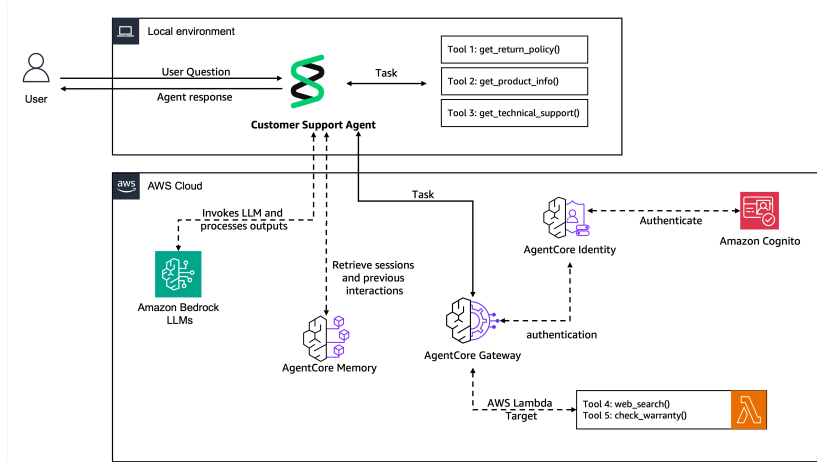 Local environment
User
User Question
Agent response
Customer Support Agent
Task
Tool 1: get_return_policy()
Tool 2: get_product_info()
Tool 3: get_technical_support()
aws
AWS Cloud
Invokes LLM and
processes outputs
Amazon Bedrock
LLMs
Retrieve sessions
and previous
interactions
AgentCore Memory
Task
AgentCore Identity
Authenticate
Amazon Cognito
AgentCore Gateway
authentication
AWS Lambda
Target
Tool 4: web_search()
Tool 5: check_warranty()